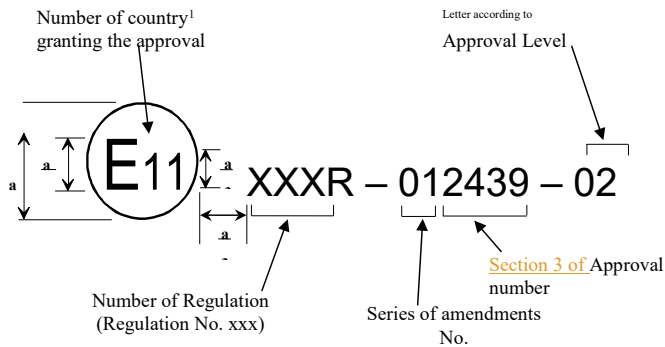 Number of country1
granting the approval
Letter according to
Approval Level
E11
a
a
a
XXXR – 012439 – 02
a
Section 3 of Approval
number
Number of Regulation
(Regulation No. xxx)
Series of amendments
No.